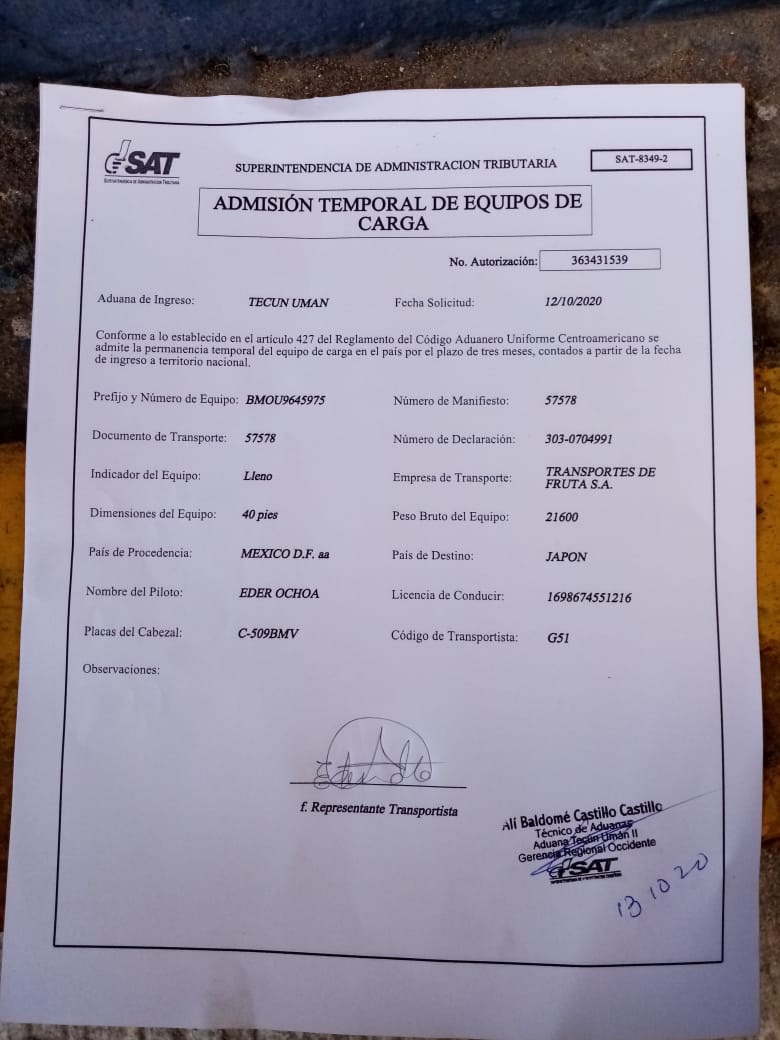 SAT
SUPERINTENDENCIA DE ADMINISTRACIÓN TRIBUTARIA
SUPERINTENDENCIA DE ADMINISTRACION TRIBUTARIA
SAT-8349-2
ADMISIÓN TEMPORAL DE EQUIPOS DE
CARGA
No. Autorización: 363431539
Aduana de Ingreso: TECUN UMAN Fecha Solicitud: 12/10/2020
Conforme a lo establecido en el artículo 427 del Reglamento del Código Aduanero Uniforme Centroamericano se
admite la permanencia temporal del equipo de carga en el país por el plazo de tres meses, contados a partir de la fecha
de ingreso a territorio nacional.
Prefijo y Número de Equipo: BMOU9645975 Número de Manifiesto: 57578
Documento de Transporte: 57578 Número de Declaración: 303-0704991
Indicador del Equipo: Lleno Empresa de Transporte: TRANSPORTES DE
FRUTA S.A.
Dimensiones del Equipo: 40 pies Peso Bruto del Equipo: 21600
País de Procedencia: MEXICO D.F. aa País de Destino: JAPON
Nombre del Piloto: EDER OCHOA Licencia de Conducir: 1698674551216
Placas del Cabezal: C-509BMV Código de Transportista: G51
Observaciones:
f. Representante Transportista
Alí Baldomé Castillo Castillo
Técnico de Aduanas
Aduana Tecún Umán II
Gerencia Regional Occidente
SAT
13 10 20